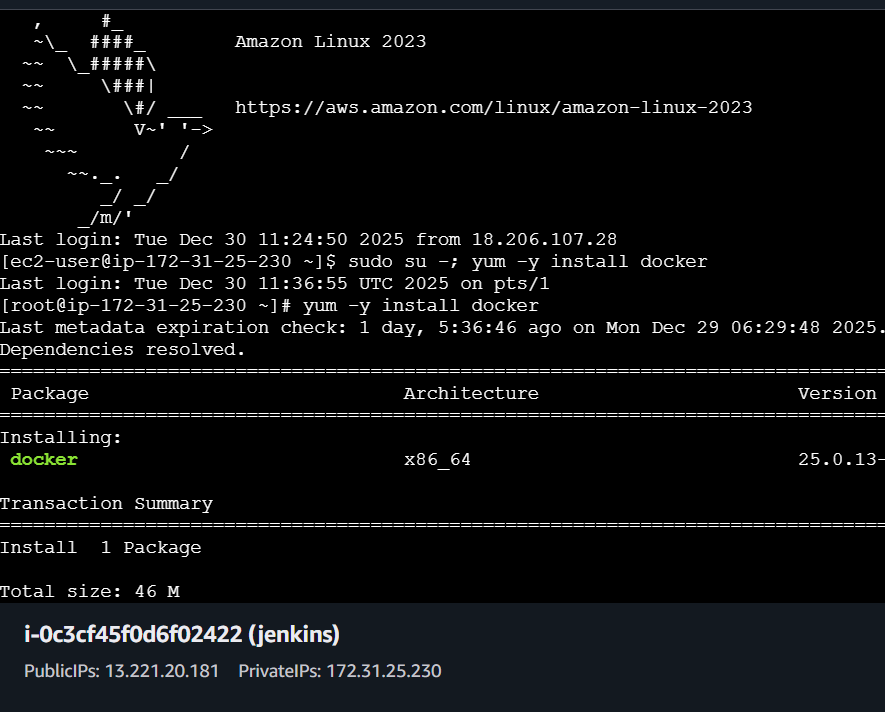 ,     #_
   ~\_  ####_        Amazon Linux 2023
  ~~  \_#####\
  ~~     \###|
  ~~       \#/ ___   https://aws.amazon.com/linux/amazon-linux-2023
   ~~       V~' '->
    ~~~         /
      ~~._.   _/
         _/ _/
       _/m/'
Last login: Tue Dec 30 11:24:50 2025 from 18.206.107.28
[ec2-user@ip-172-31-25-230 ~]$ sudo su -; yum -y install docker
Last login: Tue Dec 30 11:36:55 UTC 2025 on pts/1
[root@ip-172-31-25-230 ~]# yum -y install docker
Last metadata expiration check: 1 day, 5:36:46 ago on Mon Dec 29 06:29:48 2025.
Dependencies resolved.
================================================================================
 Package                            Architecture                       Version
================================================================================
Installing:
 docker                             x86_64                             25.0.13-

Transaction Summary
================================================================================
Install  1 Package

Total size: 46 M
i-0c3cf45f0d6f02422 (jenkins)
PublicIPs: 13.221.20.181    PrivateIPs: 172.31.25.230